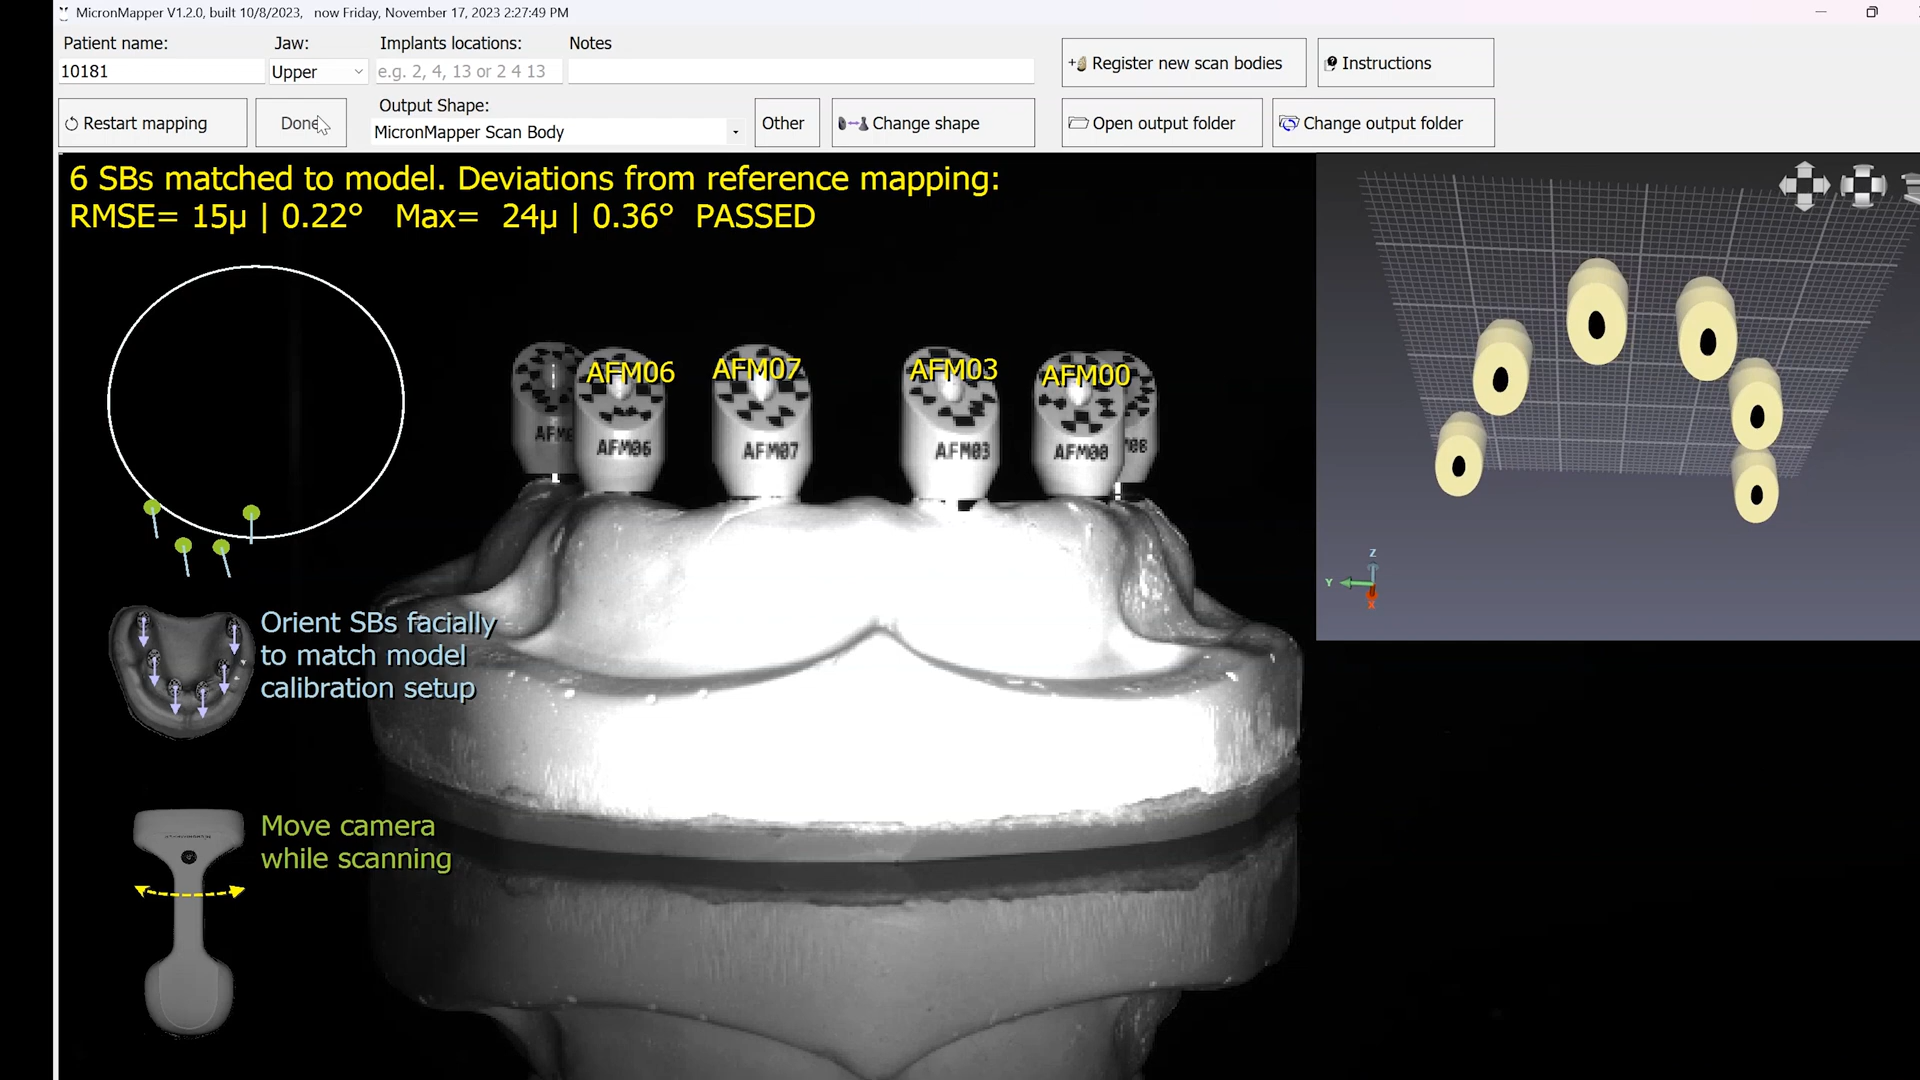 MicronMapper V1.2.0, built 10/8/2023, now Friday, November 17, 2023 2:27:49 PM
Patient name: Jaw: Implants locations: Notes
10181 Upper e.g. 2, 4, 13 or 2 4 13
Register new scan bodies Instructions
Output Shape:
Restart mapping Done MicronMapper Scan Body Other Change shape Open output folder Change output folder
6 SBs matched to model. Deviations from reference mapping:
RMSE= 15µ | 0.22° Max= 24µ | 0.36° PASSED
AFM06 AFM07 AFM03 AFM00
AFM06 AFM07 AFM03 AFM00
Z
Y
X
Orient SBs facially
to match model
calibration setup
Move camera
while scanning